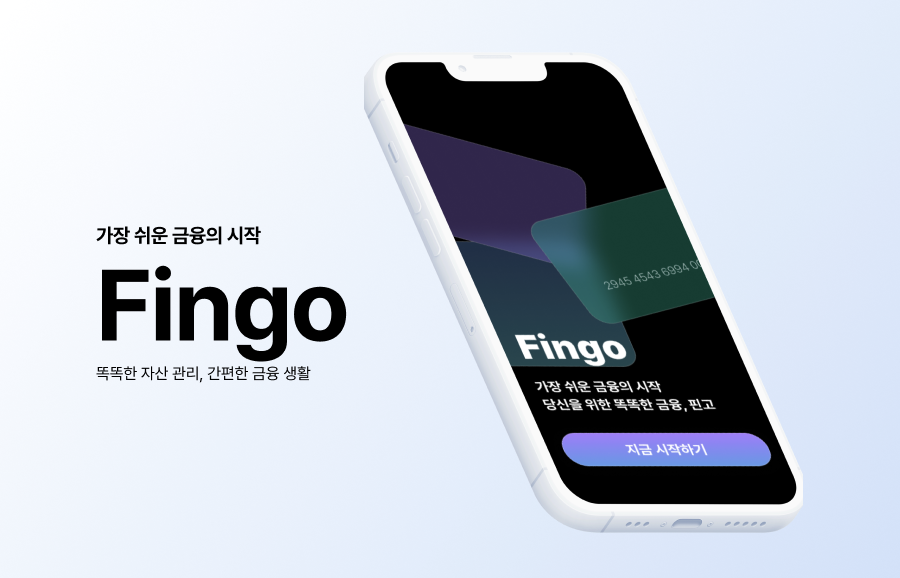 가장 쉬운 금융의 시작
Fingo
똑똑한 자산 관리, 간편한 금융 생활
2945 4543 6994
Fingo
가장 쉬운 금융의 시작
당신을 위한 똑똑한 금융, 핀고
지금 시작하기